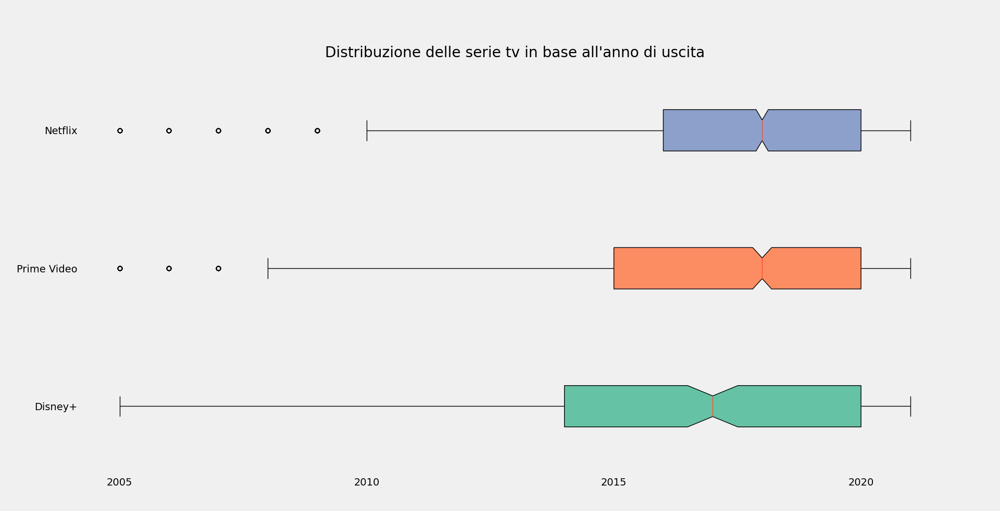 Distribuzione delle serie tv in base all'anno di uscita
Netflix
Prime Video
Disney+
2005 2010 2015 2020